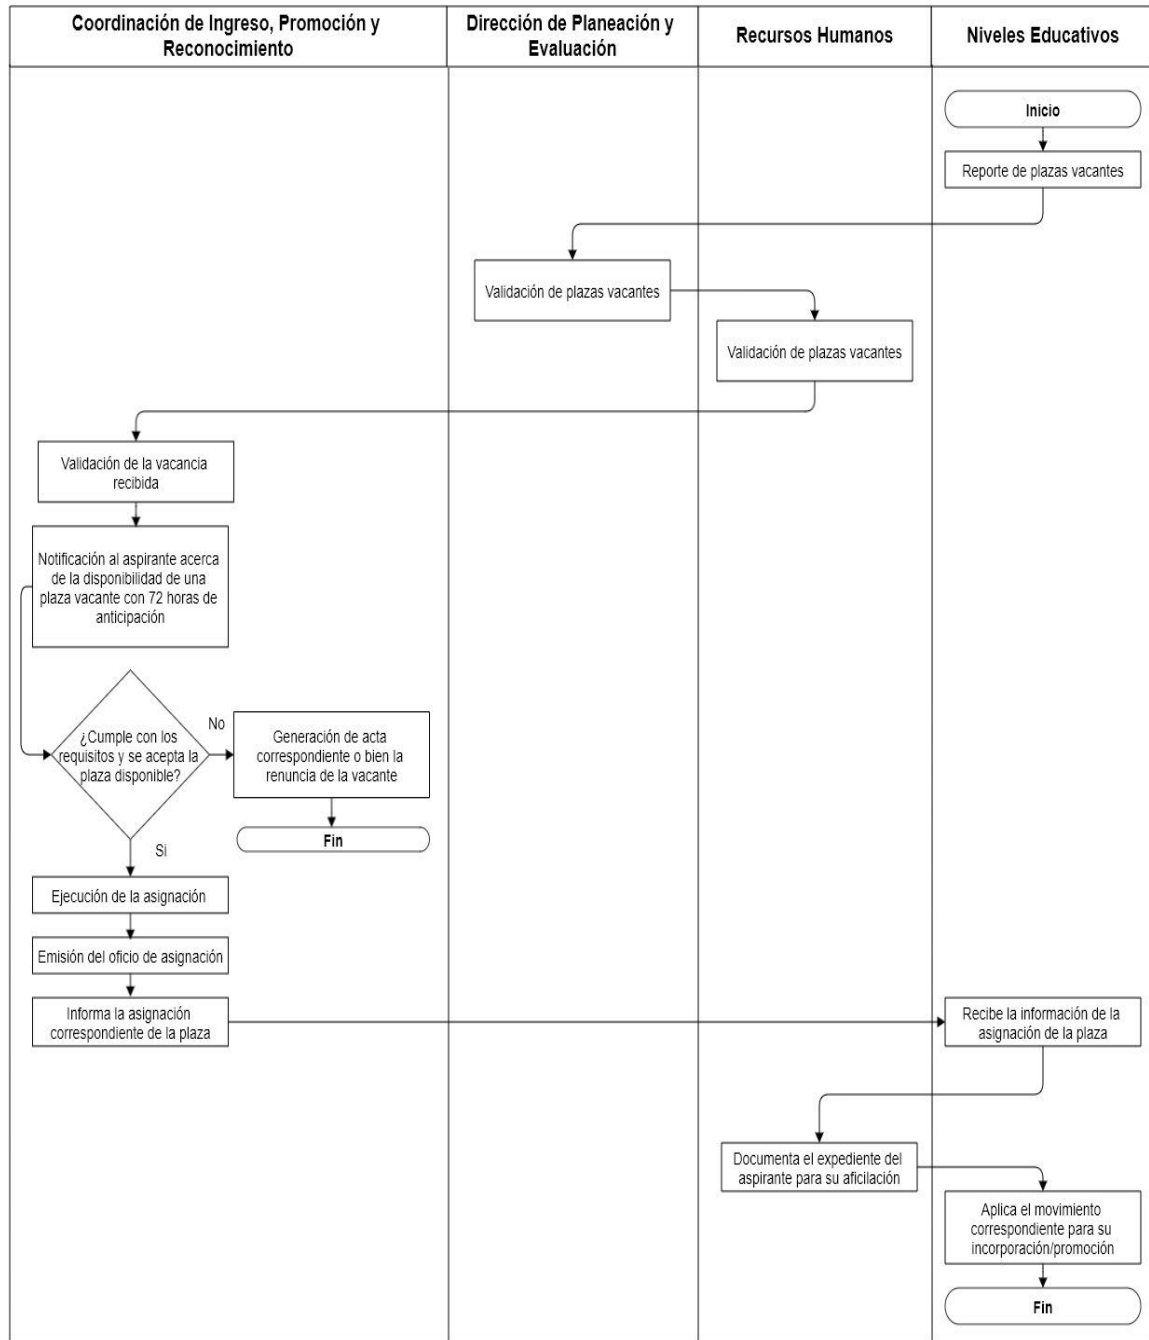 Coordinación de Ingreso, Promoción y
Reconocimiento
Dirección de Planeación y
Evaluación
Recursos Humanos
Niveles Educativos
Inicio
Reporte de plazas vacantes
Validación de plazas vacantes
Validación de plazas vacantes
Validación de la vacancia
recibida
Notificación al aspirante acerca
de la disponibilidad de una
plaza vacante con 72 horas de
anticipación
¿Cumple con los
requisitos y se acepta la
plaza disponible?
No
Generación de acta
correspondiente o bien la
renuncia de la vacante
Fin
Si
Ejecución de la asignación
Emisión del oficio de asignación
Informa la asignación
correspondiente de la plaza
Recibe la información de la
asignación de la plaza
Documenta el expediente del
aspirante para su aficilación
Aplica el movimiento
correspondiente para su
incorporación/promoción
Fin